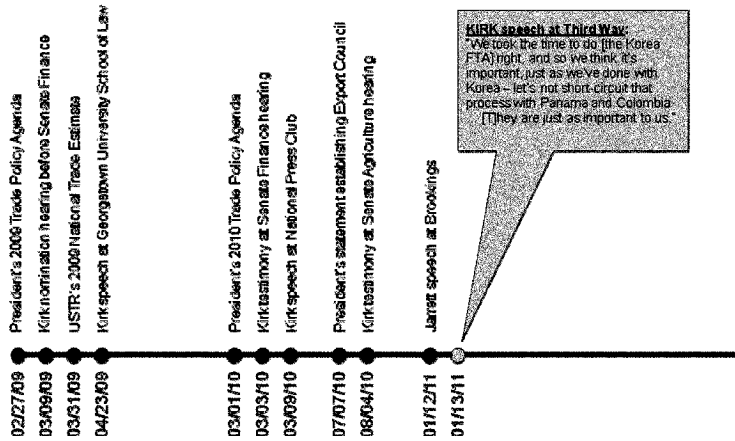 KIRK speech at Third Way:
"We took the time to do [the Korea
FTA] right, and so we think it's
important, just as we've done with
Korea – let's not short-circuit that
process with Panama and Colombia
[T]hey are just as important to us."
President's 2009 Trade Policy Agenda
Kirk nomination hearing before Senate Finance
USTR's 2009 National Trade Estimate
Kirk speech at Georgetown University School of Law
President's 2010 Trade Policy Agenda
Kirk testimony at Senate Finance hearing
Kirk speech at National Press Club
President's statement establishing Export Council
Kirk testimony at Senate Agriculture hearing
Jarrett speech at Brookings
02/27/09
03/09/09
03/31/09
04/23/09
03/01/10
03/03/10
03/09/10
07/07/10
08/04/10
01/12/11
01/13/11